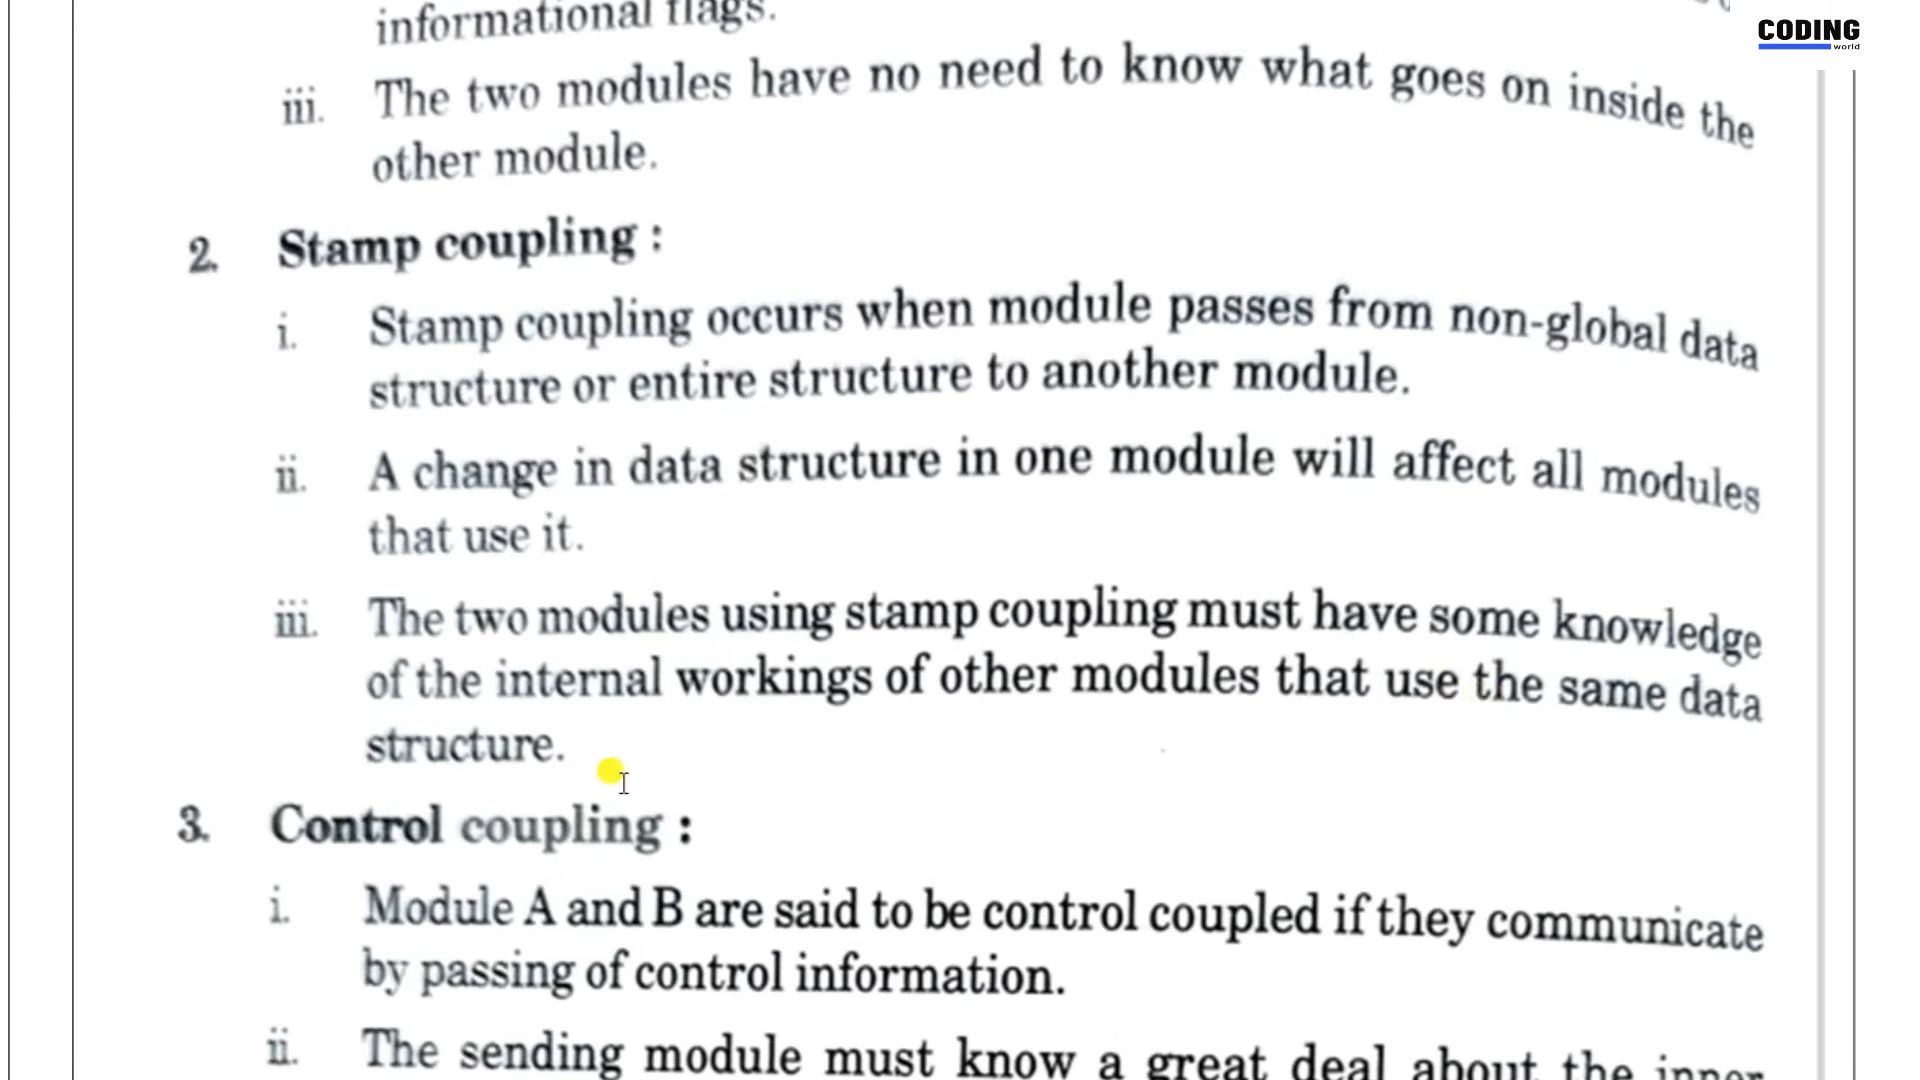 informational flags.
CODING
world
iii. The two modules have no need to know what goes on inside the
other module.
2. Stamp coupling :
i. Stamp coupling occurs when module passes from non-global data
structure or entire structure to another module.
ii. A change in data structure in one module will affect all modules
that use it.
iii. The two modules using stamp coupling must have some knowledge
of the internal workings of other modules that use the same data
structure.
3. Control coupling :
i. Module A and B are said to be control coupled if they communicate
by passing of control information.
ii. The sending module must know a great deal about the inner